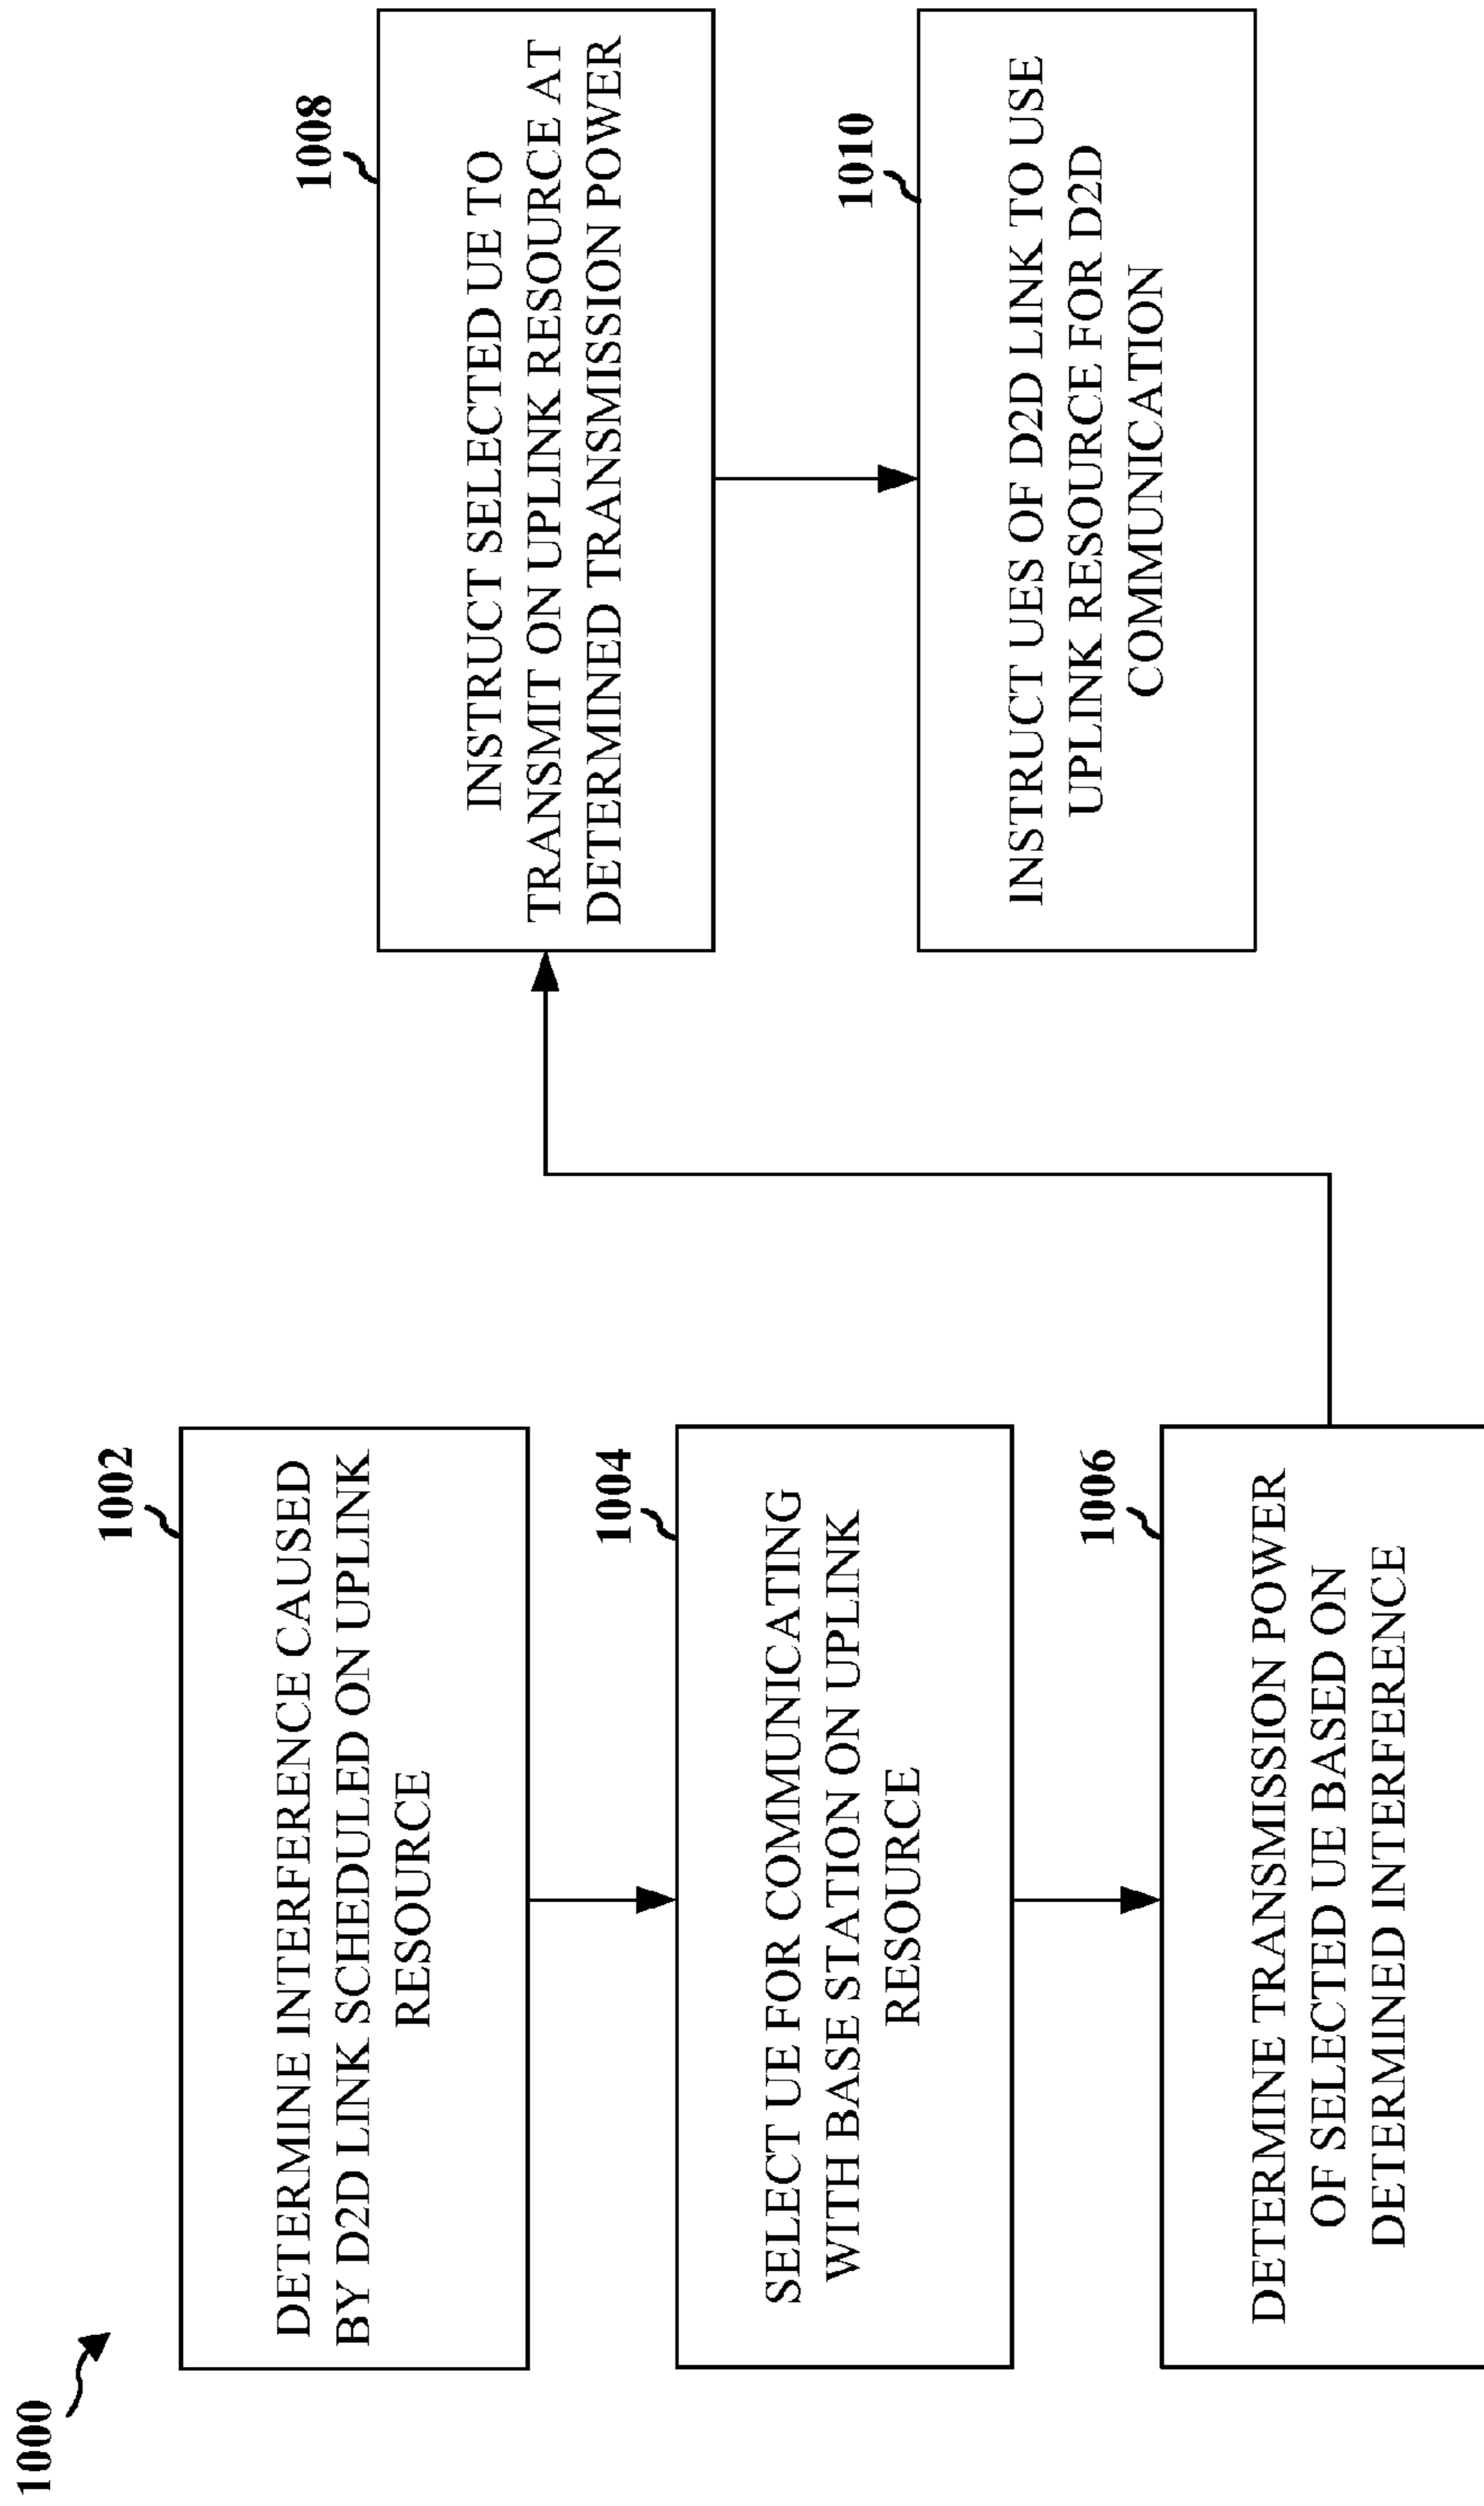 1000
1002
DETERMINE INTERFERENCE CAUSED
BY D2D LINK SCHEDULED ON UPLINK
RESOURCE
1004
SELECT UE FOR COMMUNICATING
WITH BASE STATION ON UPLINK
RESOURCE
1006
DETERMINE TRANSMISSION POWER
OF SELECTED UE BASED ON
DETERMINED INTERFERENCE
1008
INSTRUCT SELECTED UE TO
TRANSMIT ON UPLINK RESOURCE AT
DETERMINED TRANSMISSION POWER
1010
INSTRUCT UES OF D2D LINK TO USE
UPLINK RESOURCE FOR D2D
COMMUNICATION